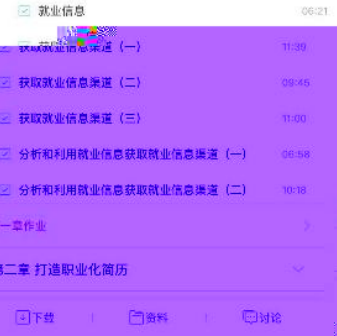 就业信息 06:21
获取就业信息渠道（一） 11:39
获取就业信息渠道（二） 09:45
获取就业信息渠道（三） 11:00
分析和利用就业信息获取就业信息渠道（一） 06:58
分析和利用就业信息获取就业信息渠道（二） 10:18
一章作业
第二章 打造职业化简历
下载 资料 讨论